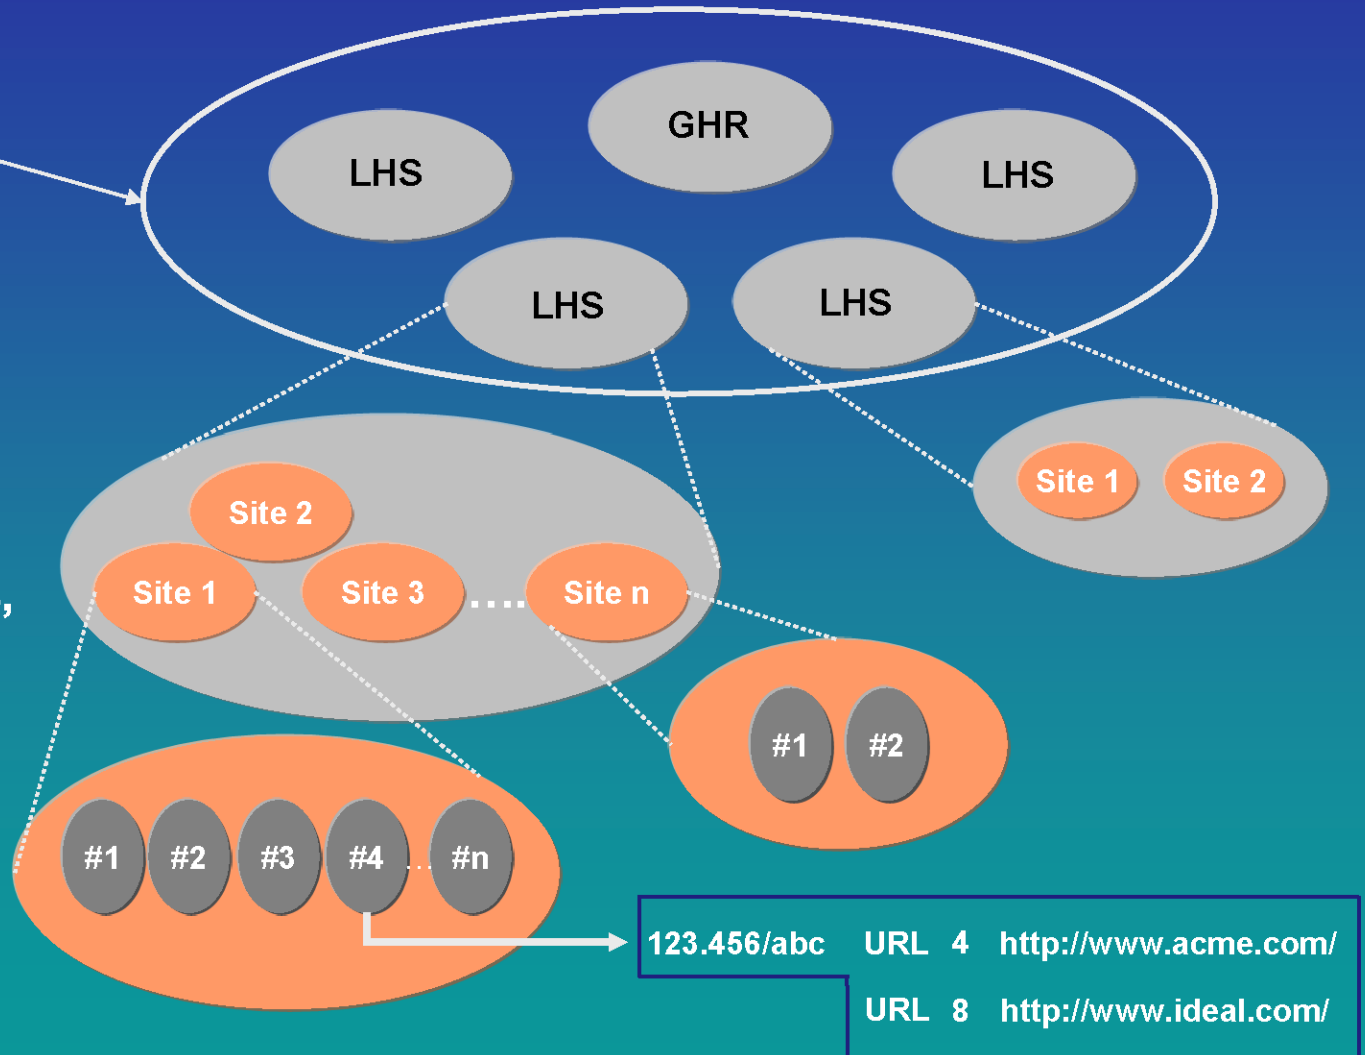 GHR
LHS
LHS
LHS
LHS
Site 1
Site 2
Site 2
Site 1
Site 3
....
Site n
,
#1
#2
#1
#2
#3
#4
...
#n
123.456/abc URL 4 http://www.acme.com/
URL 8 http://www.ideal.com/